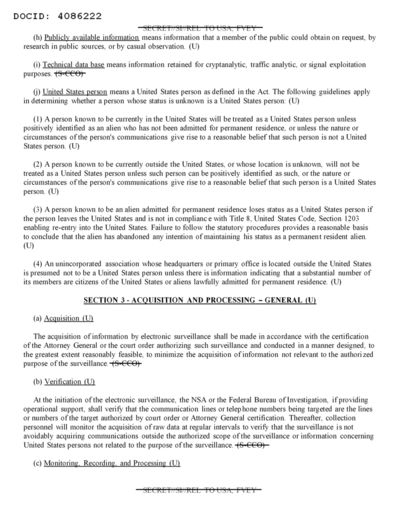 DOCID: 4086222
SECRET//SI//REL TO USA, FVEY
(h) Publicly available information means information that a member of the public could obtain on request, by
research in public sources, or by casual observation. (U)
(i) Technical data base means information retained for cryptanalytic, traffic analytic, or signal exploitation
purposes. (S-CCO)
(j) United States person means a United States person as defined in the Act. The following guidelines apply
in determining whether a person whose status is unknown is a United States person. (U)
(1) A person known to be currently in the United States will be treated as a United States person unless
positively identified as an alien who has not been admitted for permanent residence, or unless the nature or
circumstances of the person's communications give rise to a reasonable belief that such person is not a United
States person. (U)
(2) A person known to be currently outside the United States, or whose location is unknown, will not be
treated as a United States person unless such person can be positively identified as such, or the nature or
circumstances of the person's communications give rise to a reasonable belief that such person is a United States
person. (U)
(3) A person known to be an alien admitted for permanent residence loses status as a United States person if
the person leaves the United States and is not in compliance with Title 8, United States Code, Section 1203
enabling re-entry into the United States. Failure to follow the statutory procedures provides a reasonable basis
to conclude that the alien has abandoned any intention of maintaining his status as a permanent resident alien.
(U)
(4) An unincorporated association whose headquarters or primary office is located outside the United States
is presumed not to be a United States person unless there is information indicating that a substantial number of
its members are citizens of the United States or aliens lawfully admitted for permanent residence. (U)
SECTION 3 - ACQUISITION AND PROCESSING – GENERAL (U)
(a) Acquisition (U)
The acquisition of information by electronic surveillance shall be made in accordance with the certification
of the Attorney General or the court order authorizing such surveillance and conducted in a manner designed, to
the greatest extent reasonably feasible, to minimize the acquisition of information not relevant to the authorized
purpose of the surveillance. (S-CCO)
(b) Verification (U)
At the initiation of the electronic surveillance, the NSA or the Federal Bureau of Investigation, if providing
operational support, shall verify that the communication lines or telephone numbers being targeted are the lines
or numbers of the target authorized by court order or Attorney General certification. Thereafter, collection
personnel will monitor the acquisition of raw data at regular intervals to verify that the surveillance is not
avoidably acquiring communications outside the authorized scope of the surveillance or information concerning
United States persons not related to the purpose of the surveillance. (S-CCO)
(c) Monitoring, Recording, and Processing (U)
SECRET//SI//REL TO USA, FVEY